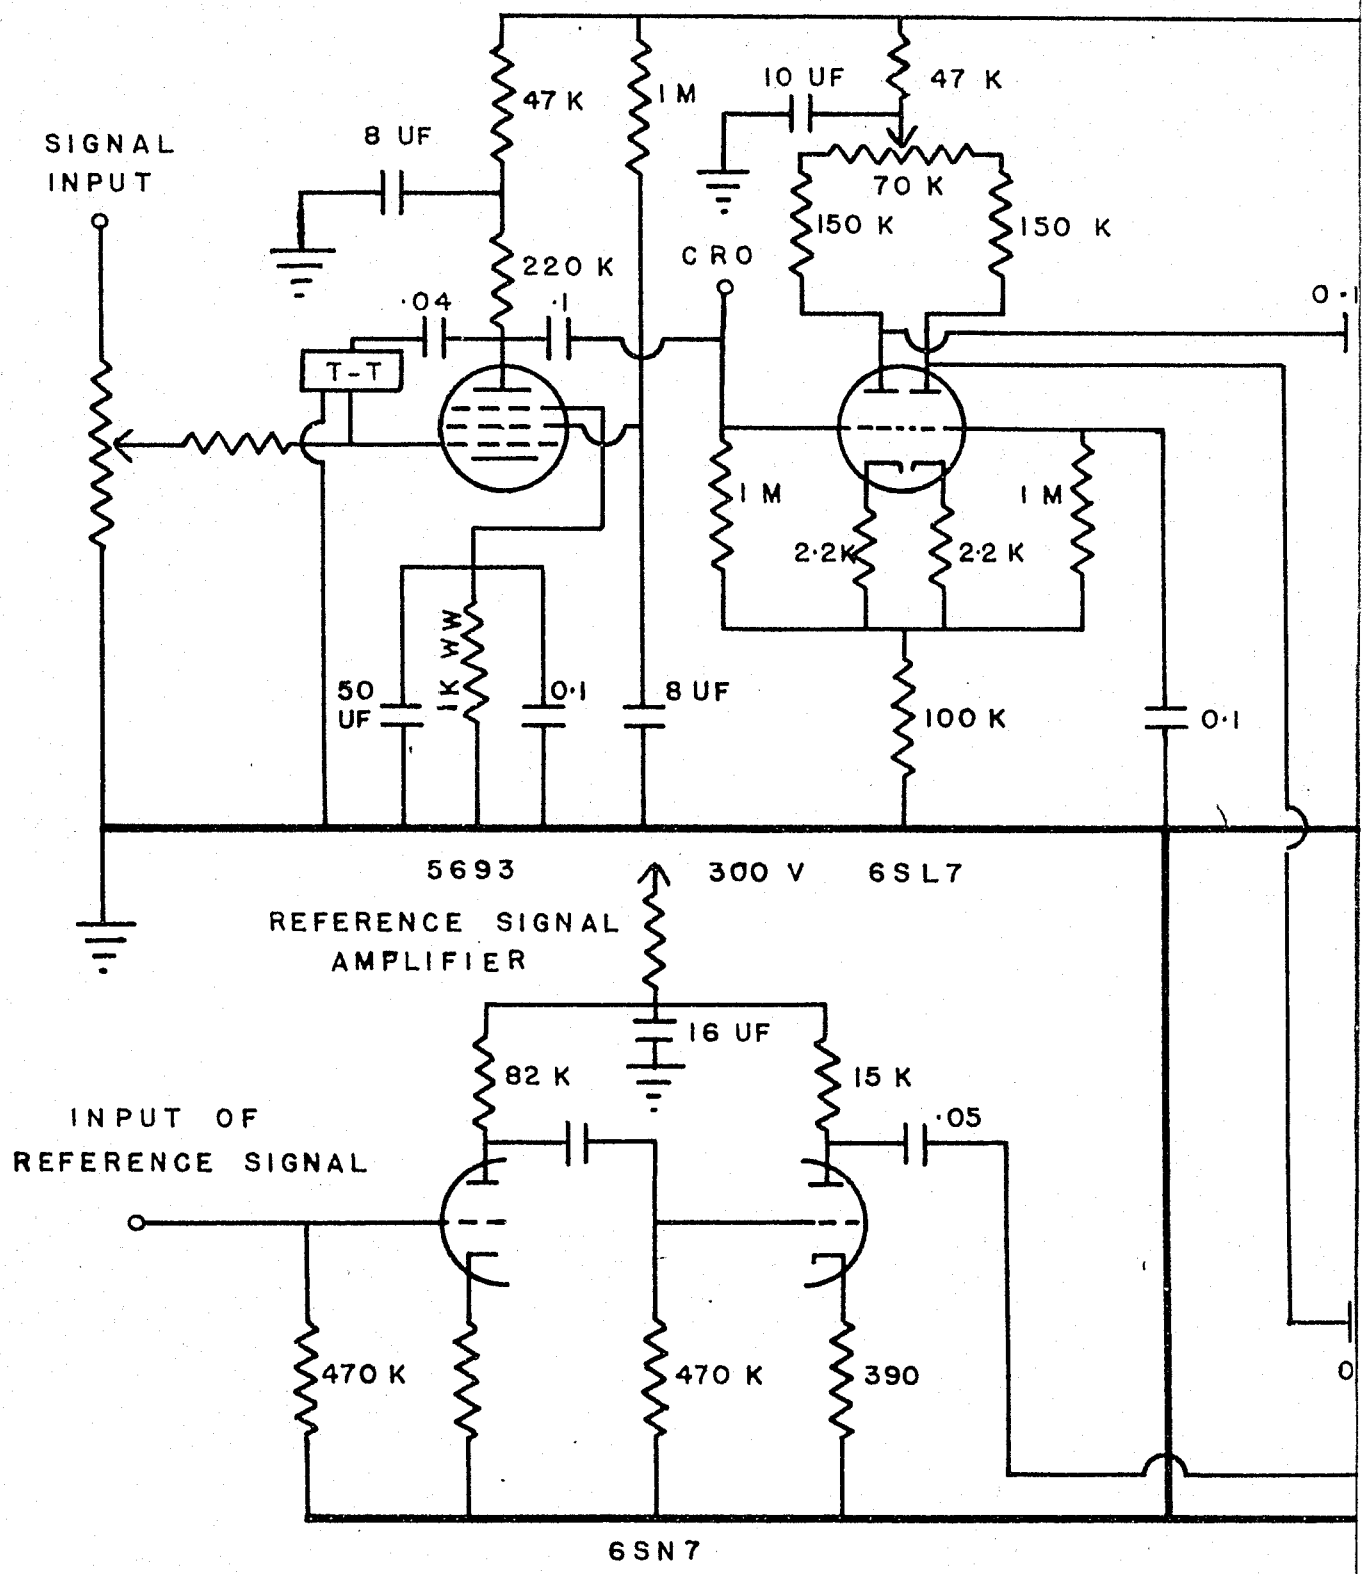 47 K
1 M
10 UF
47 K
SIGNAL
INPUT
8 UF
70 K
150 K
150 K
220 K
CRO
.04
.1
0.1
T-T
1 M
1 M
2.2K
2.2 K
1K WW
50
UF
0.1
8 UF
100 K
0.1
5693
300 V
6SL7
REFERENCE SIGNAL
AMPLIFIER
16 UF
82 K
15 K
INPUT OF
REFERENCE SIGNAL
.05
470 K
470 K
390
0
6SN7